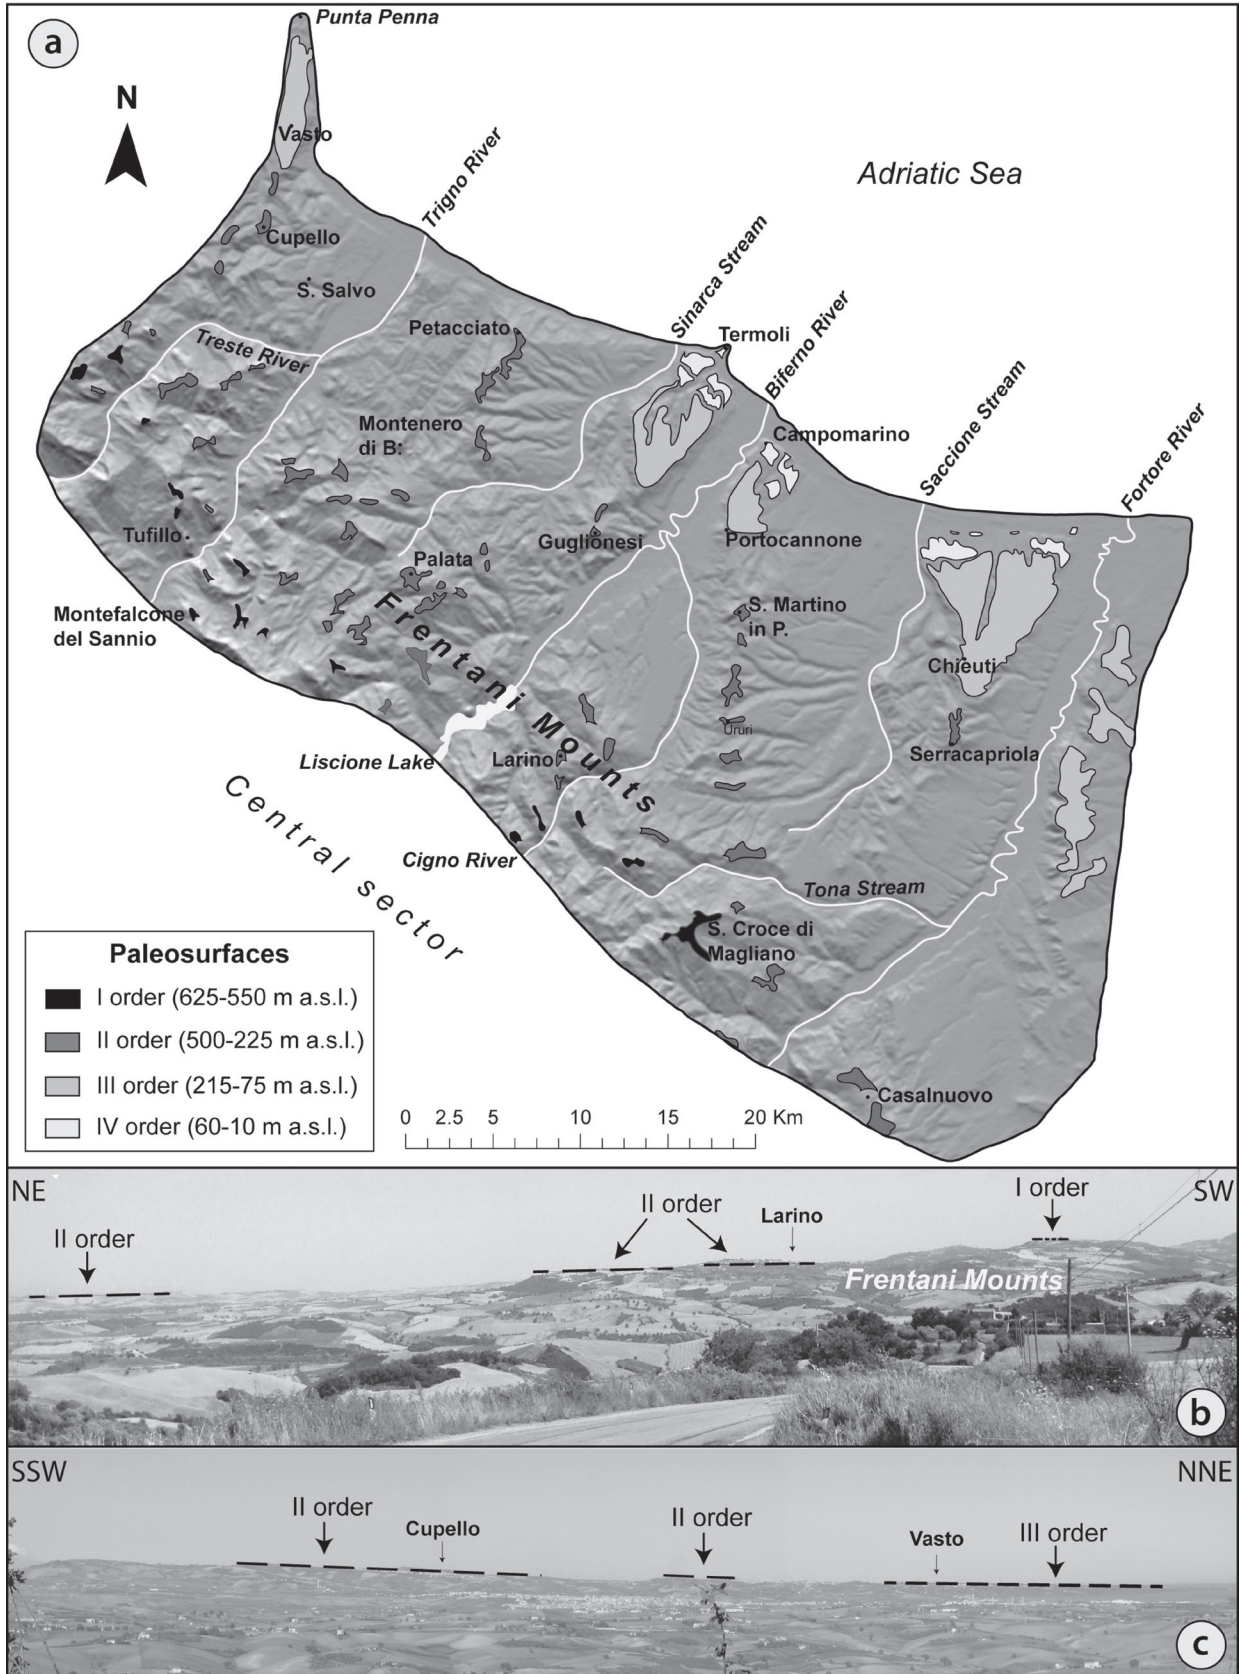 a
Punta Penna
N
Vasto
Trigno River
Adriatic Sea
Cupello
S. Salvo
Sinarca Stream
Termoli
Biferno River
Petacciato
Treste River
Saccione Stream
Fortore River
Montenero
di B:
Campomarino
Tufillo
Guglionesi
Portocannone
Palata
Montefalcone
del Sannio
S. Martino
in P.
Frentani Mounts
Chieuti
Ururi
Serracapriola
Liscione Lake
Larino
Central sector
Cigno River
Tona Stream
S. Croce di
Magliano
Paleosurfaces
I order (625-550 m a.s.l.)
II order (500-225 m a.s.l.)
III order (215-75 m a.s.l.)
IV order (60-10 m a.s.l.)
Casalnuovo
0 2.5 5 10 15 20 Km
NE
SW
I order
II order
Larino
II order
Frentani Mounts
b
SSW
NNE
II order
Cupello
II order
Vasto
III order
c